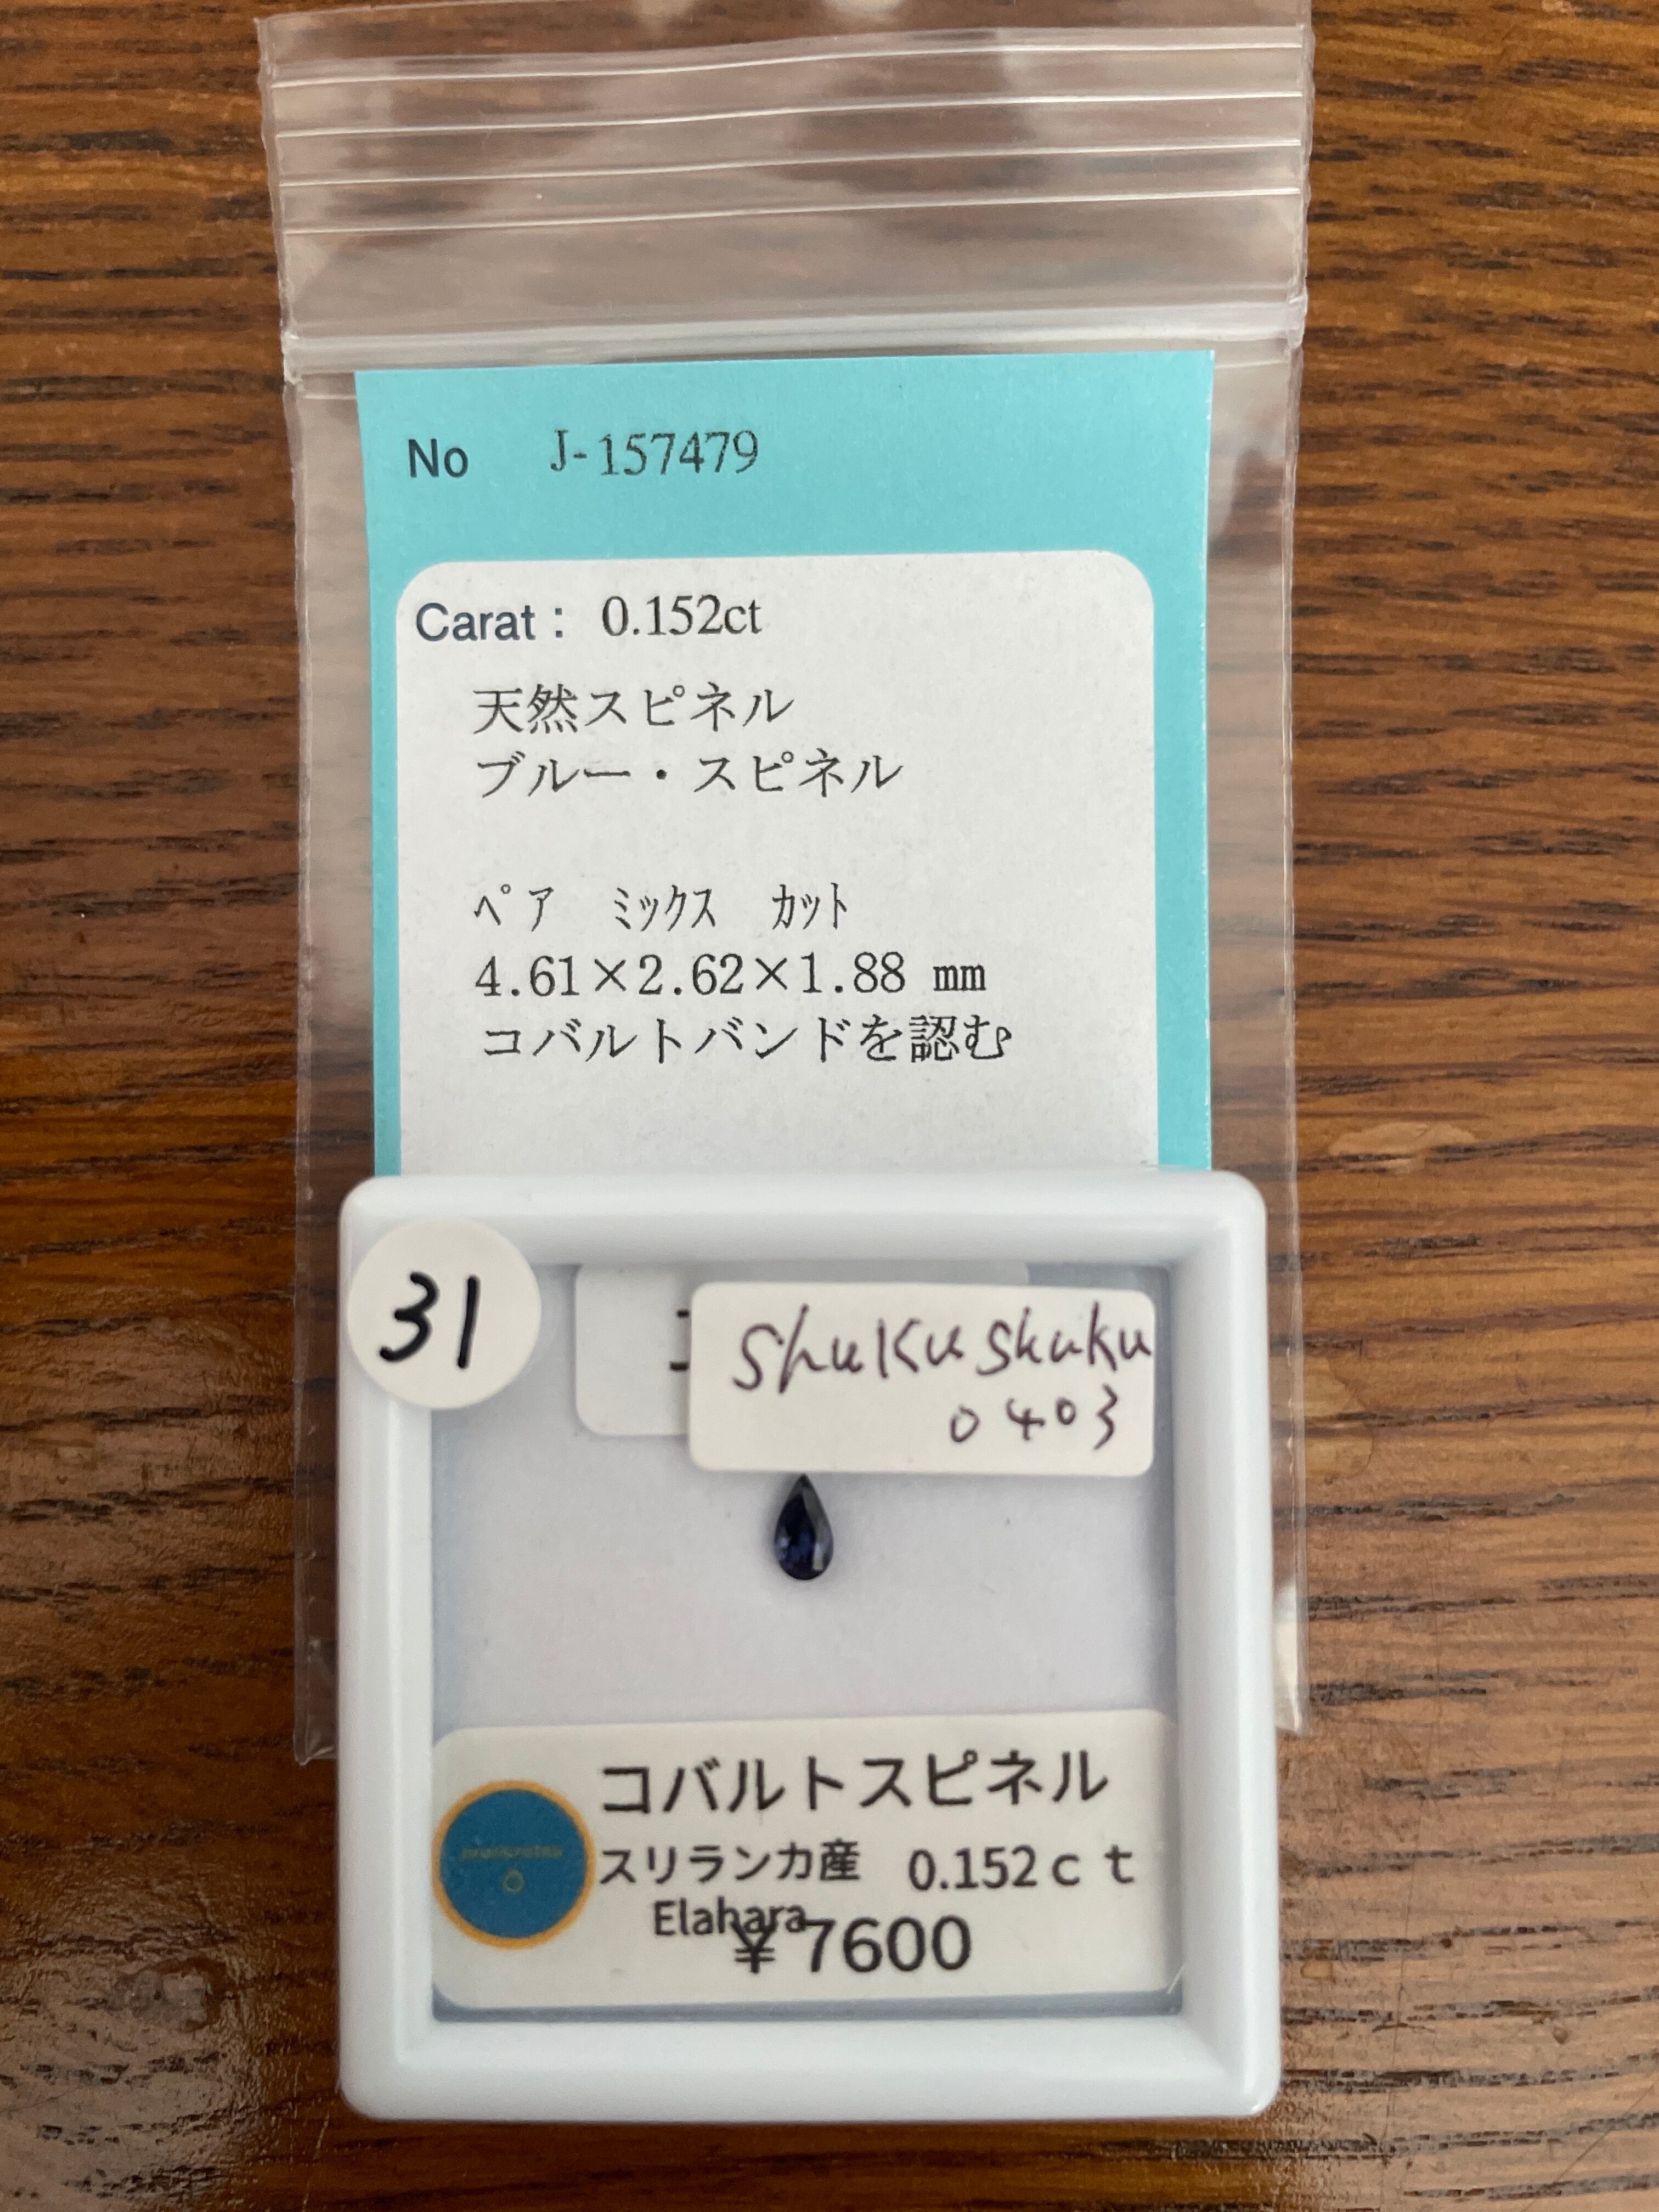 No J-157479
Carat : 0.152ct
天然スピネル
ブルー・スピネル
ﾍﾟｱ ﾐックス カット
4.61×2.62×1.88 mm
コバルトバンドを認む
31
shukushuku
0403
コバルトスピネル
スリランカ産 0.152ct
Elahara
¥7600